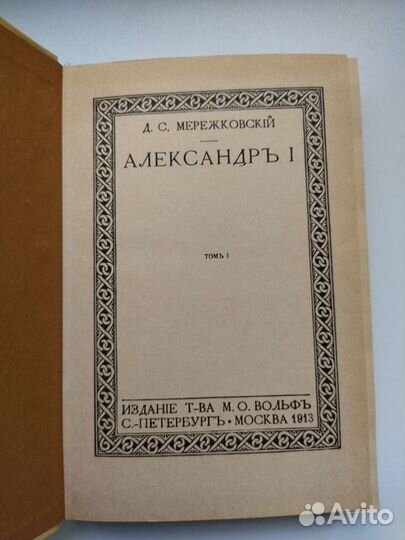 Д. С. МЕРЕЖКОВСКІЙ
АЛЕКСАНДРЪ I
ТОМЪ I
ИЗДАНІЕ Т-ВА М. О. ВОЛЬФЪ
С.-ПЕТЕРБУРГЪ • МОСКВА 1913
Avito